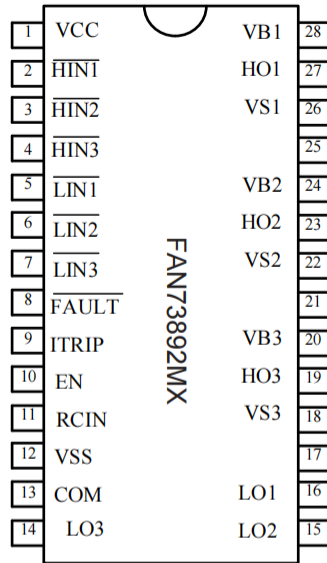 1 VCC VB1 28
2 HIN1 HO1 27
3 HIN2 VS1 26
4 HIN3 25
5 LIN1 VB2 24
6 LIN2 HO2 23
7 LIN3 VS2 22
8 FAULT 21
9 ITRIP VB3 20
10 EN HO3 19
11 RCIN VS3 18
12 VSS 17
13 COM LO1 16
14 LO3 LO2 15
FAN73892MX